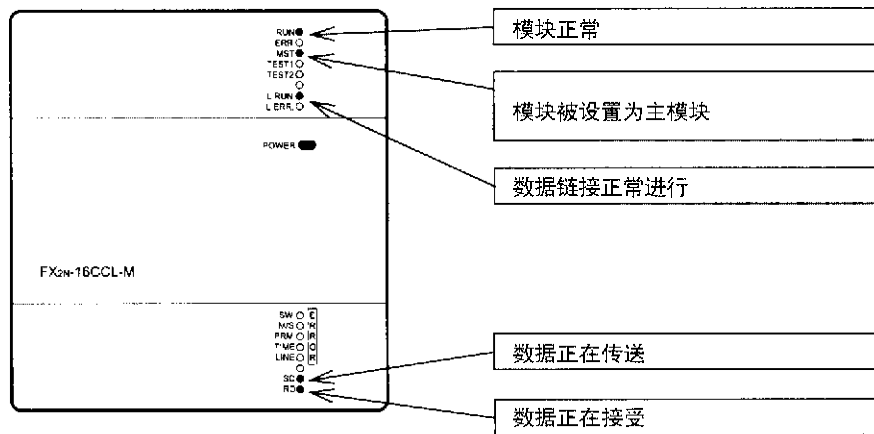 RUN
ERR.
MST
TEST1
TEST2
L RUN
L ERR.
POWER
FX2N-16CCL-M
SW
M/S
PRM
TIME
LINE
ERROR
SD
RD
模块正常
模块被设置为主模块
数据链接正常进行
数据正在传送
数据正在接受